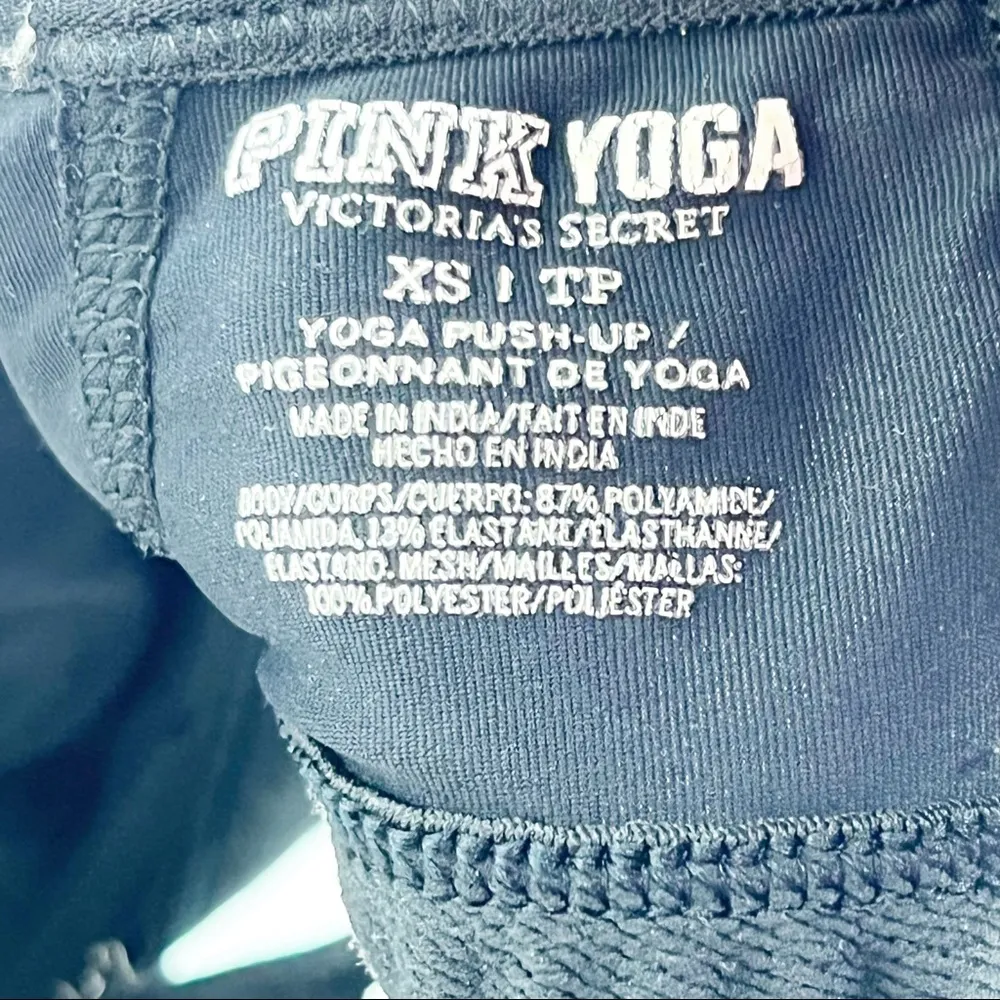 PINK YOGA
VICTORIA'S SECRET
XS | TP
YOGA PUSH-UP /
PIGEONNANT DE YOGA
MADE IN INDIA/FAIT EN INDE
HECHO EN INDIA
BODY/CORPS/CUERPO: 87% POLYAMIDE/
POLIAMIDA, 13% ELASTANE/ÉLASTHANNE/
ELASTANO. MESH/MAILLES/MALLAS:
100% POLYESTER/POLIÉSTER